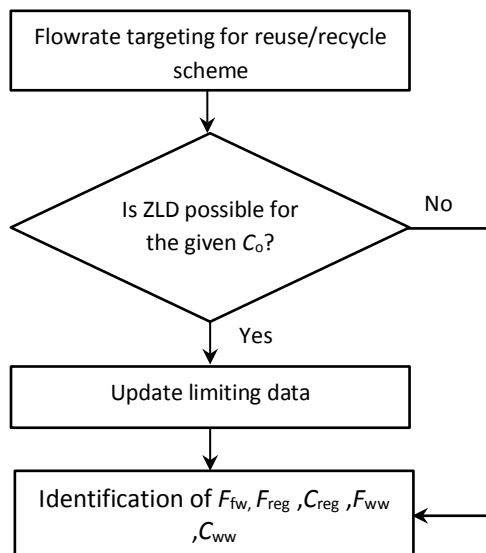 Flowrate targeting for reuse/recycle
scheme
Is ZLD possible for
the given Co?
No
Yes
Update limiting data
Identification of Ffw, Freg ,Creg ,Fww
,Cww